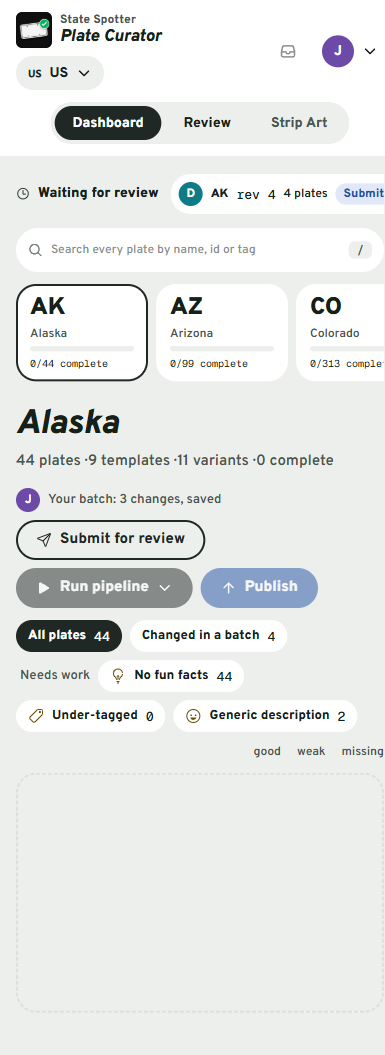 State Spotter
Plate Curator
US US
J
Dashboard Review Strip Art
Waiting for review D AK rev 4 4 plates Submit
Search every plate by name, id or tag /
AK AZ CO
Alaska Arizona Colorado
0/44 complete 0/99 complete 0/313 complete
Alaska
44 plates ·9 templates ·11 variants ·0 complete
J Your batch: 3 changes, saved
Submit for review
Run pipeline Publish
All plates 44 Changed in a batch 4
Needs work No fun facts 44
Under-tagged 0 Generic description 2
good weak missing